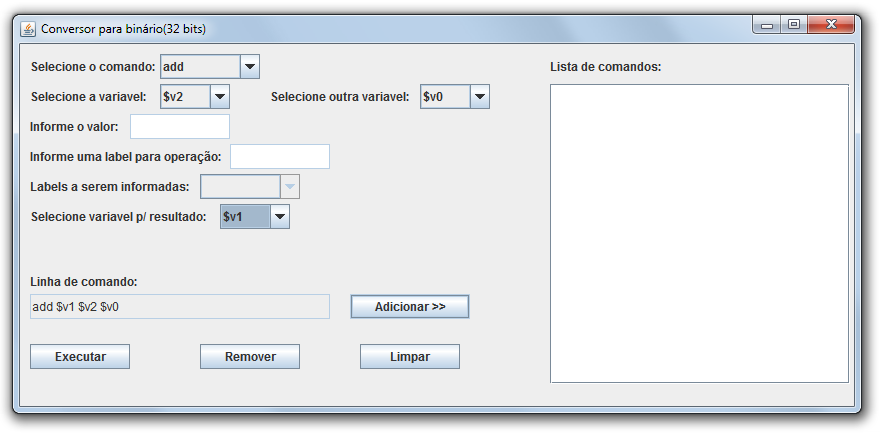 Conversor para binário(32 bits)
Selecione o comando: add
Lista de comandos:
Selecione a variavel: $v2 Selecione outra variavel: $v0
Informe o valor:
Informe uma label para operação:
Labels a serem informadas:
Selecione variavel p/ resultado: $v1
Linha de comando:
add $v1 $v2 $v0
Adicionar >>
Executar Remover Limpar